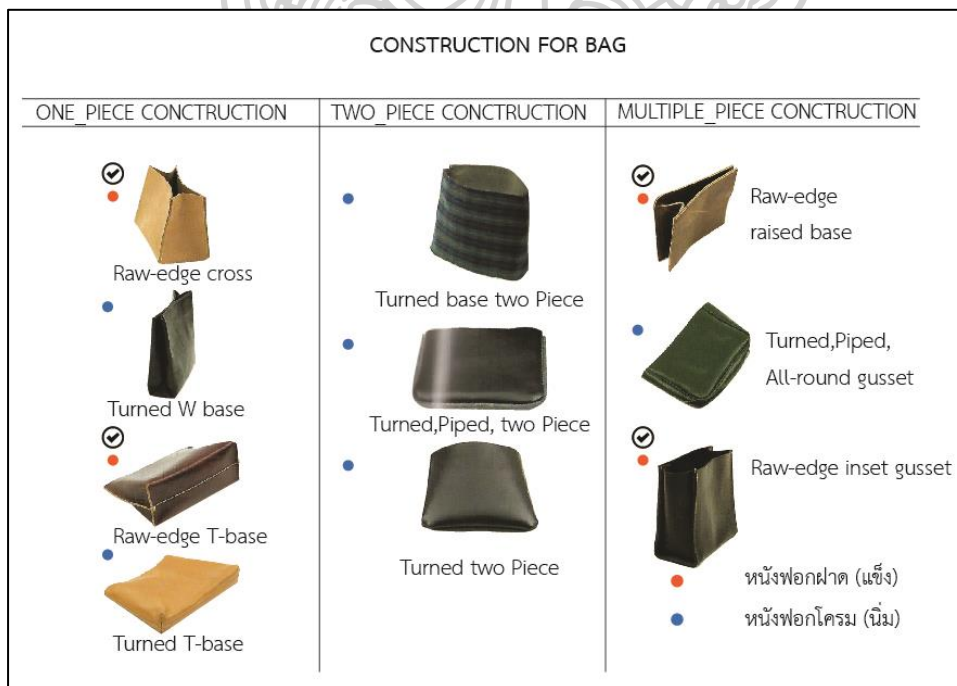 CONSTRUCTION FOR BAG
ONE_PIECE CONCTRUCTION
TWO_PIECE CONCTRUCTION
MULTIPLE_PIECE CONCTRUCTION
Raw-edge cross
Turned W base
Raw-edge T-base
Turned T-base
Turned base two Piece
Turned,Piped, two Piece
Turned two Piece
Raw-edge
raised base
Turned,Piped,
All-round gusset
Raw-edge inset gusset
หนังฟอกฝาด (แข็ง)
หนังฟอกโครม (นิ่ม)